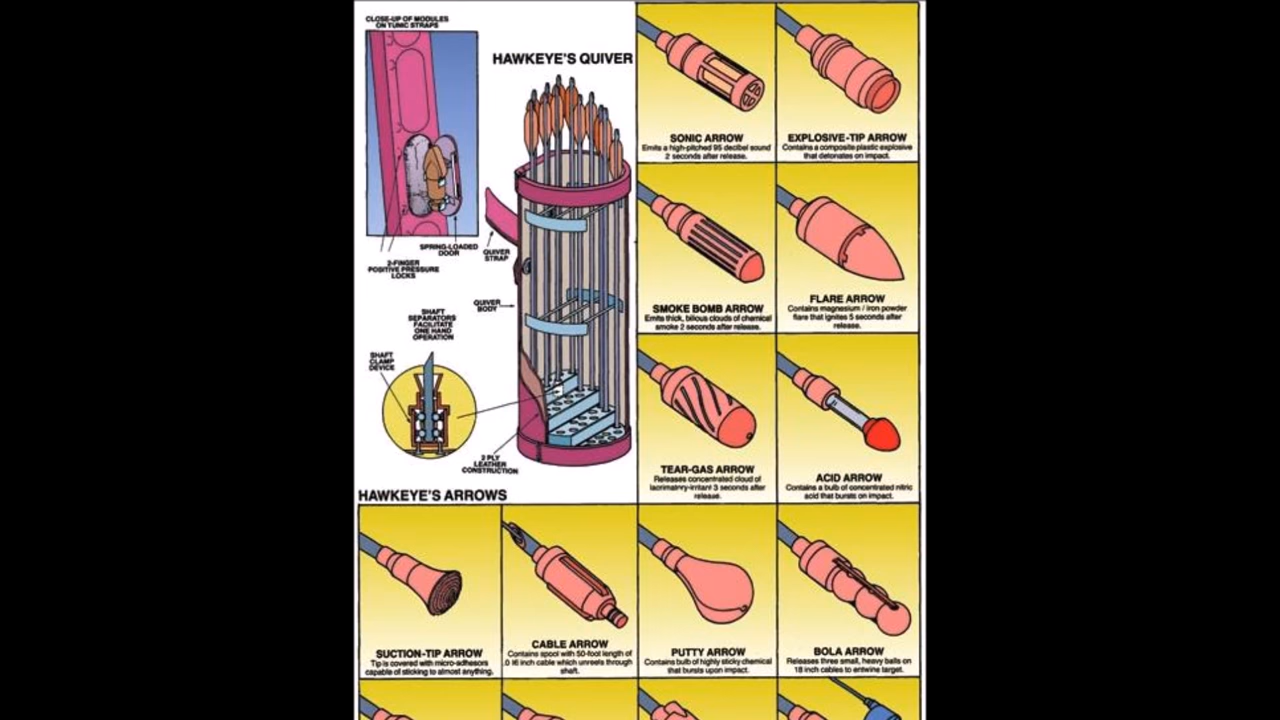 CLOSE-UP OF MODULES
ON TUNIC STRAPS
HAWKEYE'S QUIVER
SPRING-LOADED
DOOR
2-FINGER
POSITIVE PRESSURE
LOCKS
QUIVER
STRAP
QUIVER
BODY
SHAFT
SEPARATORS
FACILITATE
ONE HAND
OPERATION
SHAFT
CLAMP
DEVICE
2 PLY
LEATHER
CONSTRUCTION
SONIC ARROW
Emits a high-pitched 95 decibel sound
2 seconds after release.
EXPLOSIVE-TIP ARROW
Contains a composite plastic explosive
that detonates on impact.
SMOKE BOMB ARROW
Emits thick, bilious clouds of chemical
smoke 2 seconds after release.
FLARE ARROW
Contains magnesium / iron powder
flare that ignites 5 seconds after
release.
TEAR-GAS ARROW
Releases concentrated cloud of
lacrimatry-irritant 3 seconds after
release.
ACID ARROW
Contains a bulb of concentrated nitric
acid that bursts on impact.
HAWKEYE'S ARROWS
SUCTION-TIP ARROW
Tip is covered with micro-adhesors
capable of sticking to almost anything.
CABLE ARROW
Contains spool with 50-foot length of
.0 16 inch cable which unreels through
shaft.
PUTTY ARROW
Contains bulb of highly sticky chemical
that bursts upon impact.
BOLA ARROW
Releases three small, heavy balls on
18 inch cables to entwine target.